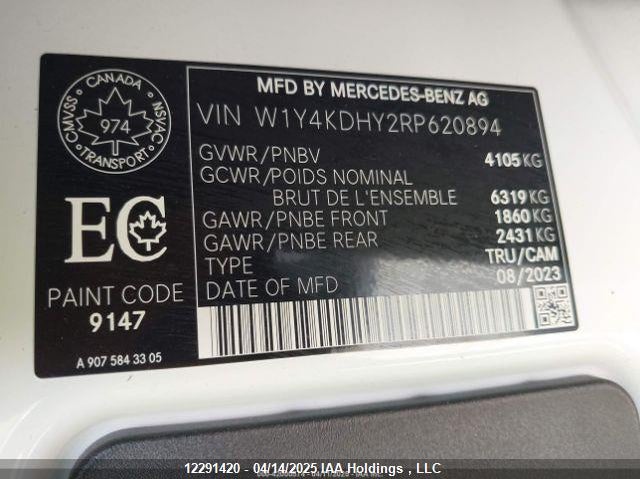 MFD BY MERCEDES-BENZ AG
CANADA
CMVSS
974
NSVAC
TRANSPORT
VIN W1Y4KDHY2RP620894
GVWR/PNBV 4105 KG
GCWR/POIDS NOMINAL
BRUT DE L'ENSEMBLE 6319 KG
GAWR/PNBE FRONT 1860 KG
GAWR/PNBE REAR 2431 KG
TYPE TRU/CAM
DATE OF MFD 08/2023
EC
PAINT CODE
9147
A 907 584 33 05
12291420 - 04/14/2025 IAA Holdings , LLC